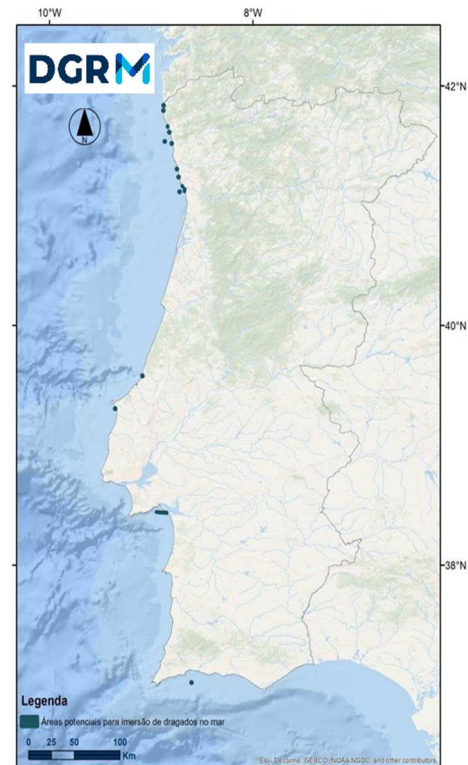 10°W 8°W
DGRM
42°N
N
40°N
38°N
Legenda
Áreas potenciais para imersão de dragados no mar
0 25 50 100
Km
Esri, DeLorme, GEBCO, NOAA NGDC, and other contributors